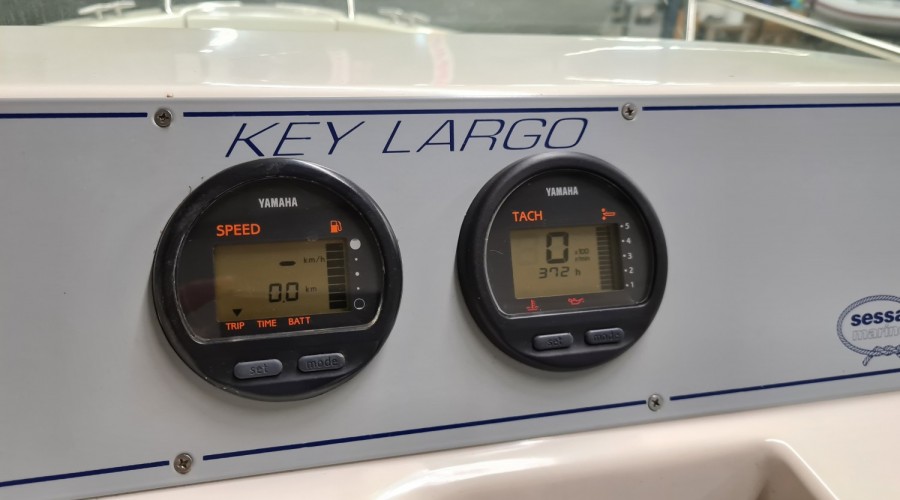 KEY LARGO
YAMAHA
SPEED
- km/h
0.0 km
TRIP TIME BATT
set mode
YAMAHA
TACH
5
4
3
2
1
0 x100 r/min
372 h
set mode
sessa
marine